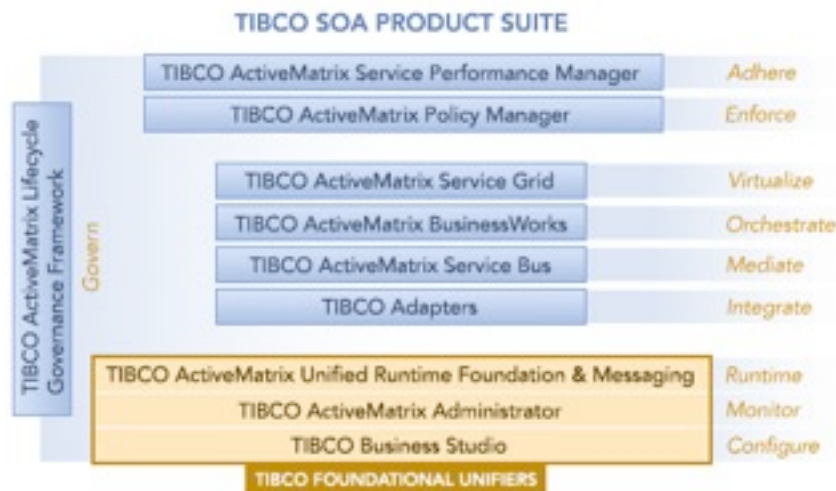 TIBCO SOA PRODUCT SUITE
TIBCO ActiveMatrix Service Performance Manager
Adhere
TIBCO ActiveMatrix Policy Manager
Enforce
TIBCO ActiveMatrix Lifecycle
Governance Framework
Govern
TIBCO ActiveMatrix Service Grid
Virtualize
TIBCO ActiveMatrix BusinessWorks
Orchestrate
TIBCO ActiveMatrix Service Bus
Mediate
TIBCO Adapters
Integrate
TIBCO ActiveMatrix Unified Runtime Foundation & Messaging
Runtime
TIBCO ActiveMatrix Administrator
Monitor
TIBCO Business Studio
Configure
TIBCO FOUNDATIONAL UNIFIERS